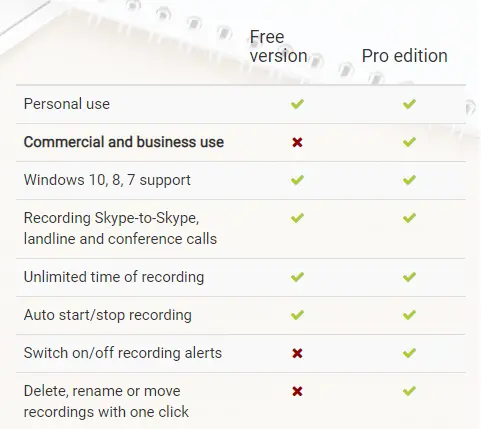 Free
version
Pro edition
Personal use
Commercial and business use
Windows 10, 8, 7 support
Recording Skype-to-Skype,
landline and conference calls
Unlimited time of recording
Auto start/stop recording
Switch on/off recording alerts
Delete, rename or move
recordings with one click